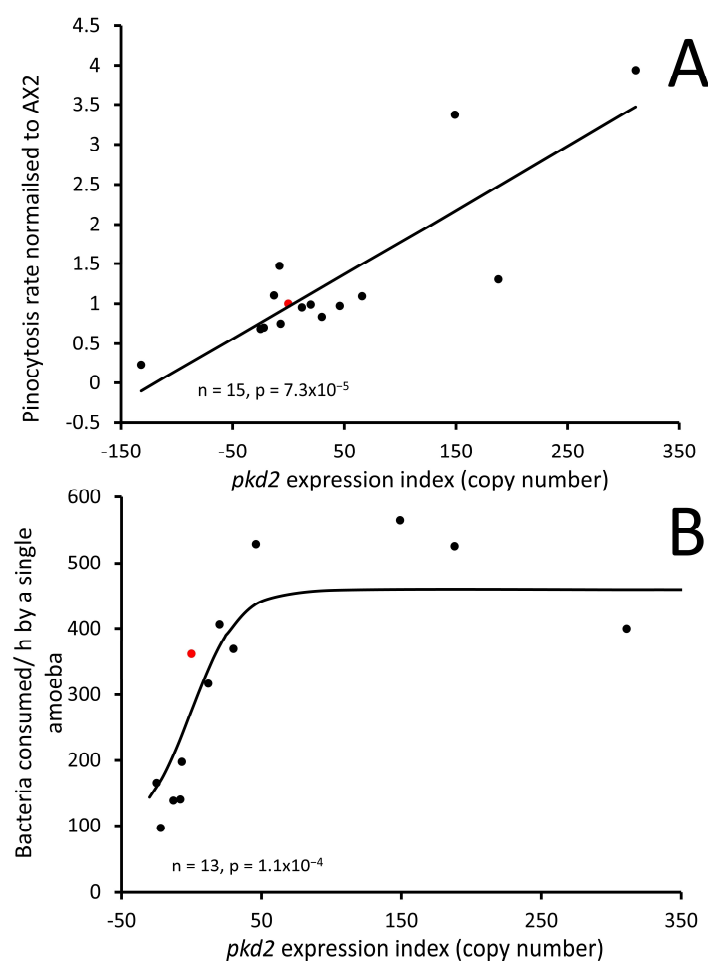 A
4.5
4
3.5
3
2.5
2
1.5
1
0.5
0
-0.5
Pinocytosis rate normailsed to AX2
n = 15, p = 7.3x10⁻⁵
-150 -50 50 150 250 350
pkd2 expression index (copy number)
B
600
500
400
300
200
100
0
Bacteria consumed/ h by a single
amoeba
n = 13, p = 1.1x10⁻⁴
-50 50 150 250 350
pkd2 expression index (copy number)